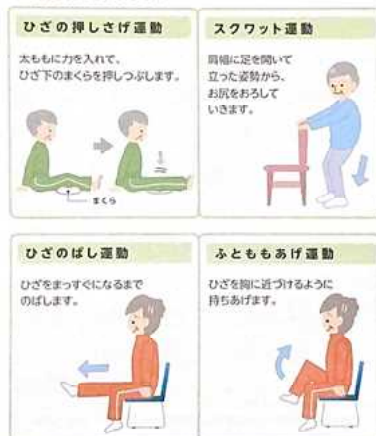 ひざの押しさげ運動
太ももに力を入れて、
ひざ下のまくらを押しつぶします。
まくら
スクワット運動
肩幅に足を開いて
立った姿勢から、
お尻をおろして
いきます。
ひざのばし運動
ひざをまっすぐになるまで
のばします。
ふとももあげ運動
ひざを胸に近づけるように
持ちあげます。